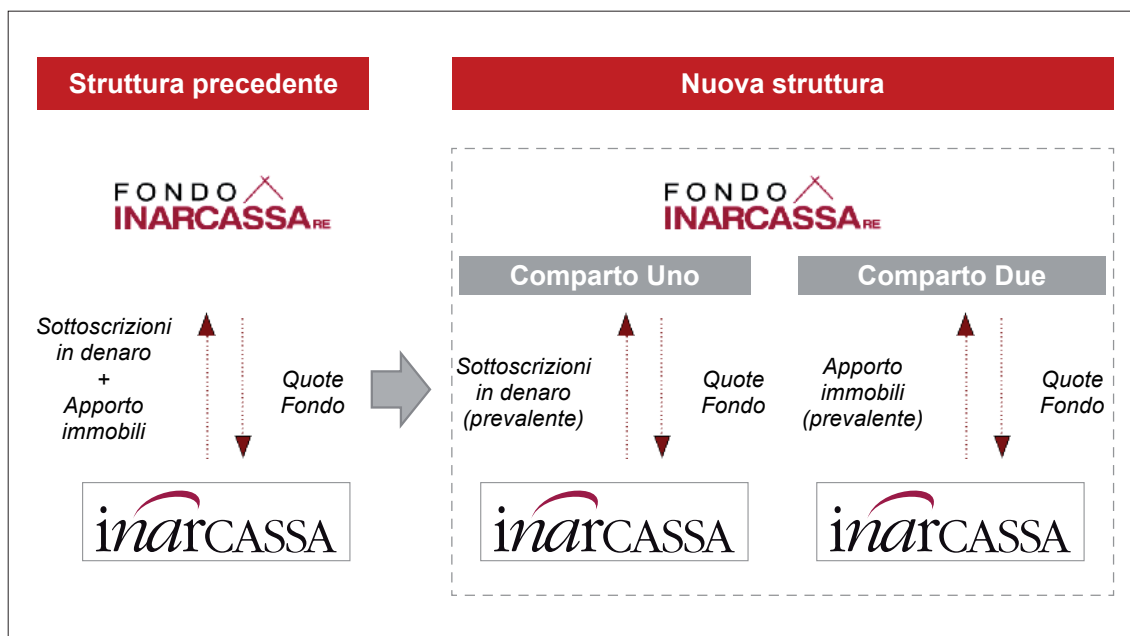 Struttura precedente
FONDO
INARCASSA RE
Sottoscrizioni
in denaro
+
Apporto
immobili
Quote
Fondo
inarCASSA
Nuova struttura
FONDO
INARCASSA RE
Comparto Uno
Sottoscrizioni
in denaro
(prevalente)
Quote
Fondo
inarCASSA
Comparto Due
Apporto
immobili
(prevalente)
Quote
Fondo
inarCASSA